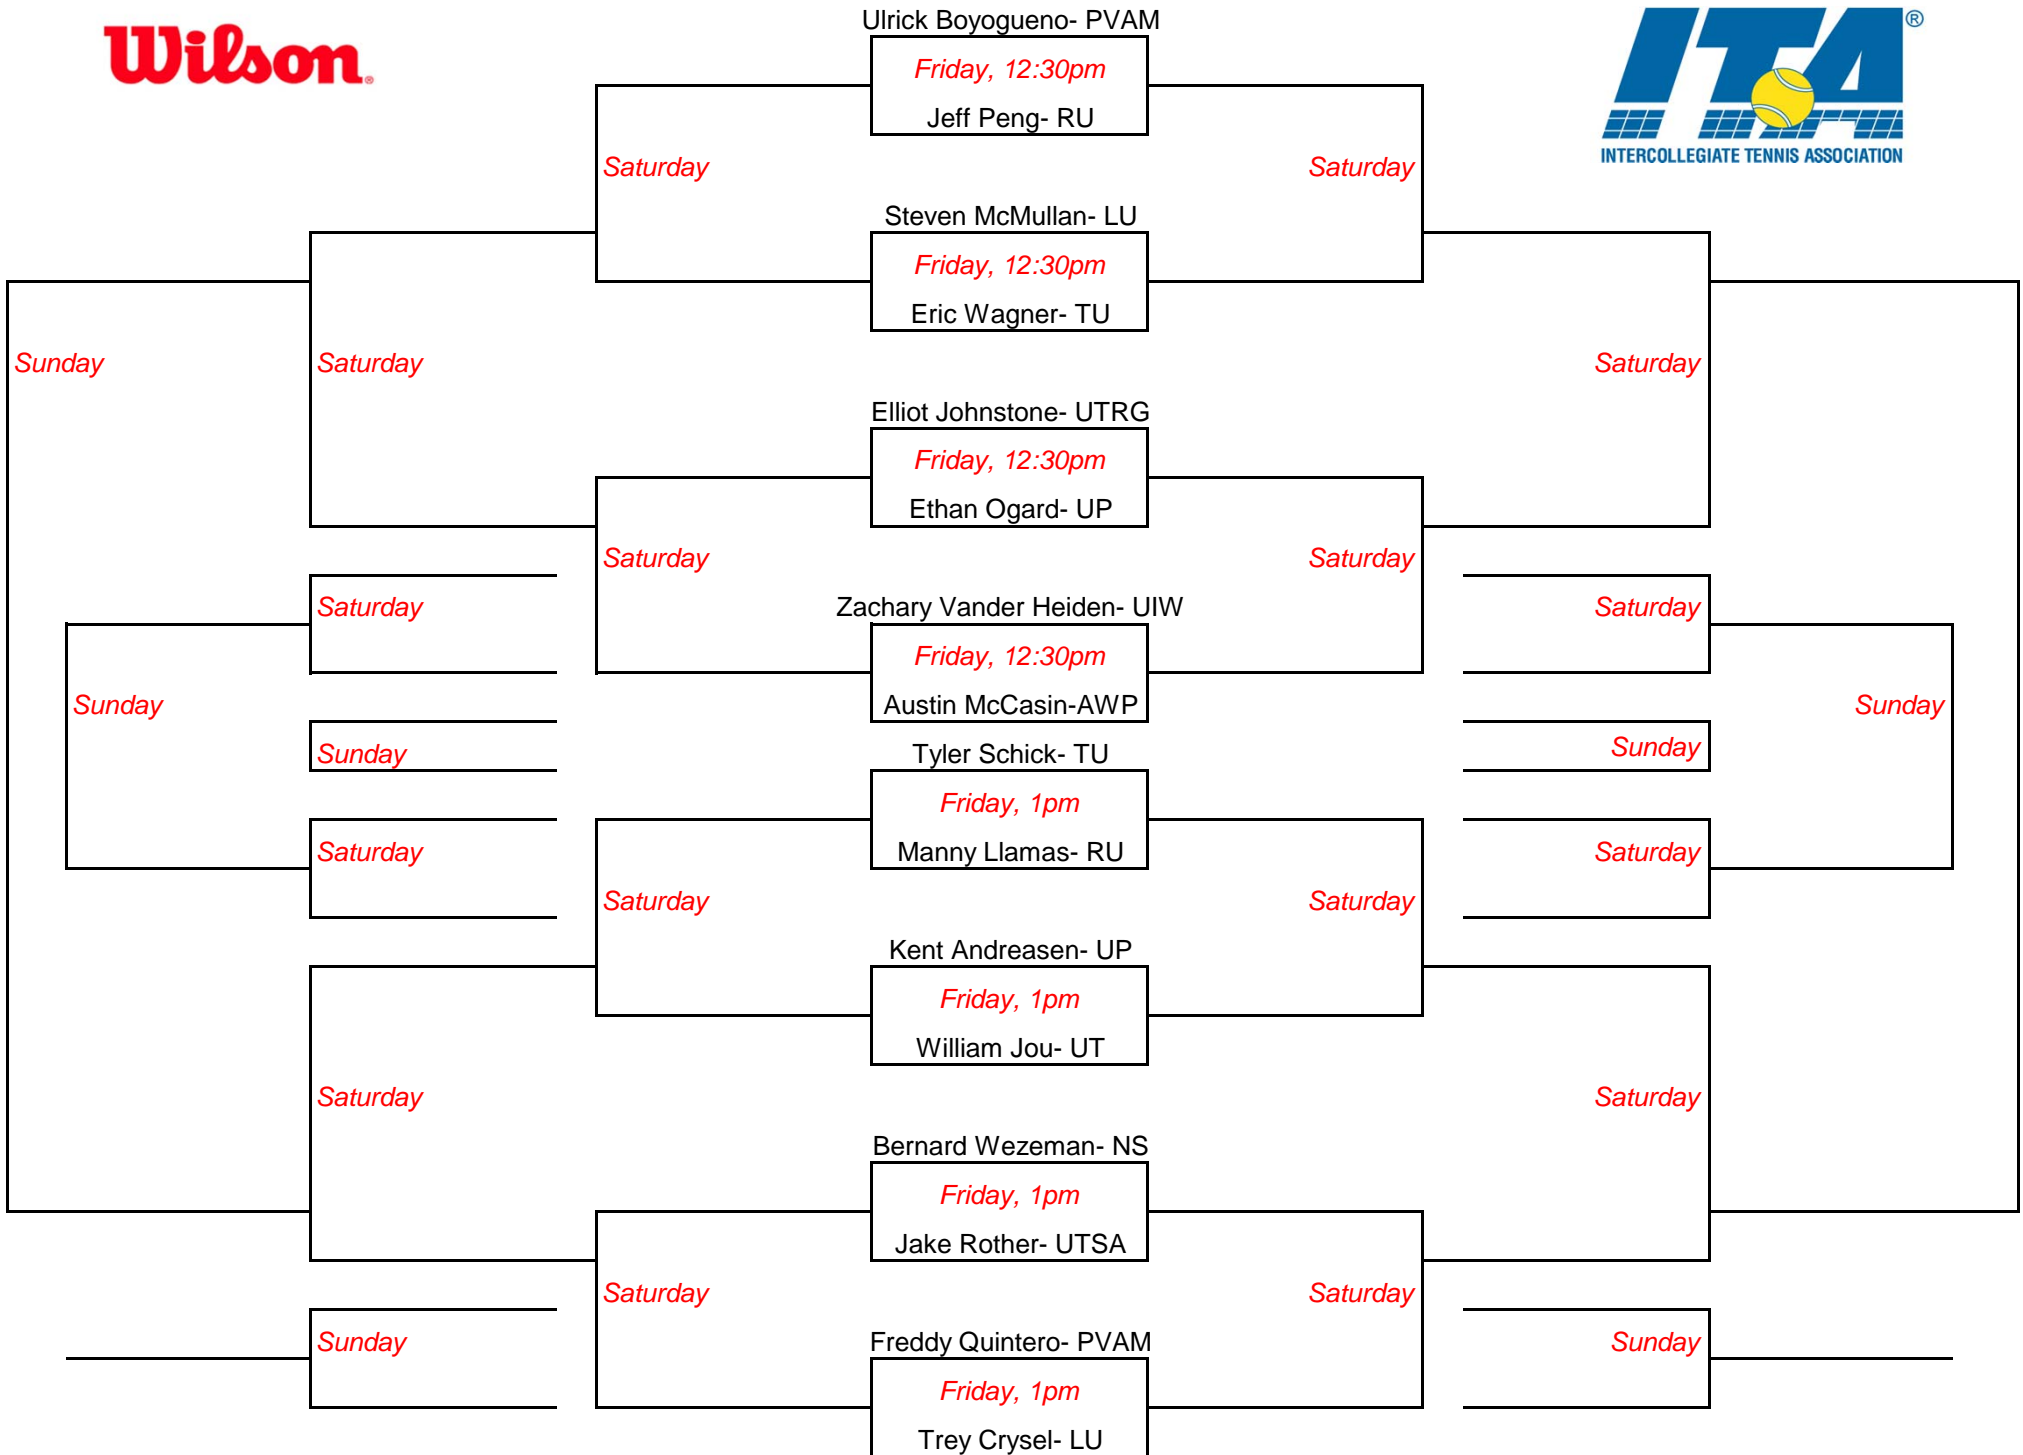 Ulrick Boyogueno- PVAM
Wilson.
Friday, 12:30pm
Jeff Peng- RU
ITA®
INTERCOLLEGIATE TENNIS ASSOCIATION
Saturday
Saturday
Steven McMullan- LU
Friday, 12:30pm
Eric Wagner- TU
Sunday
Saturday
Saturday
Elliot Johnstone- UTRG
Friday, 12:30pm
Ethan Ogard- UP
Saturday
Saturday
Saturday
Zachary Vander Heiden- UIW
Saturday
Friday, 12:30pm
Sunday
Austin McCasin-AWP
Sunday
Sunday
Tyler Schick- TU
Sunday
Friday, 1pm
Saturday
Manny Llamas- RU
Saturday
Saturday
Saturday
Kent Andreasen- UP
Friday, 1pm
William Jou- UT
Saturday
Saturday
Bernard Wezeman- NS
Friday, 1pm
Jake Rother- UTSA
Saturday
Saturday
Sunday
Freddy Quintero- PVAM
Sunday
Friday, 1pm
Trey Crysel- LU